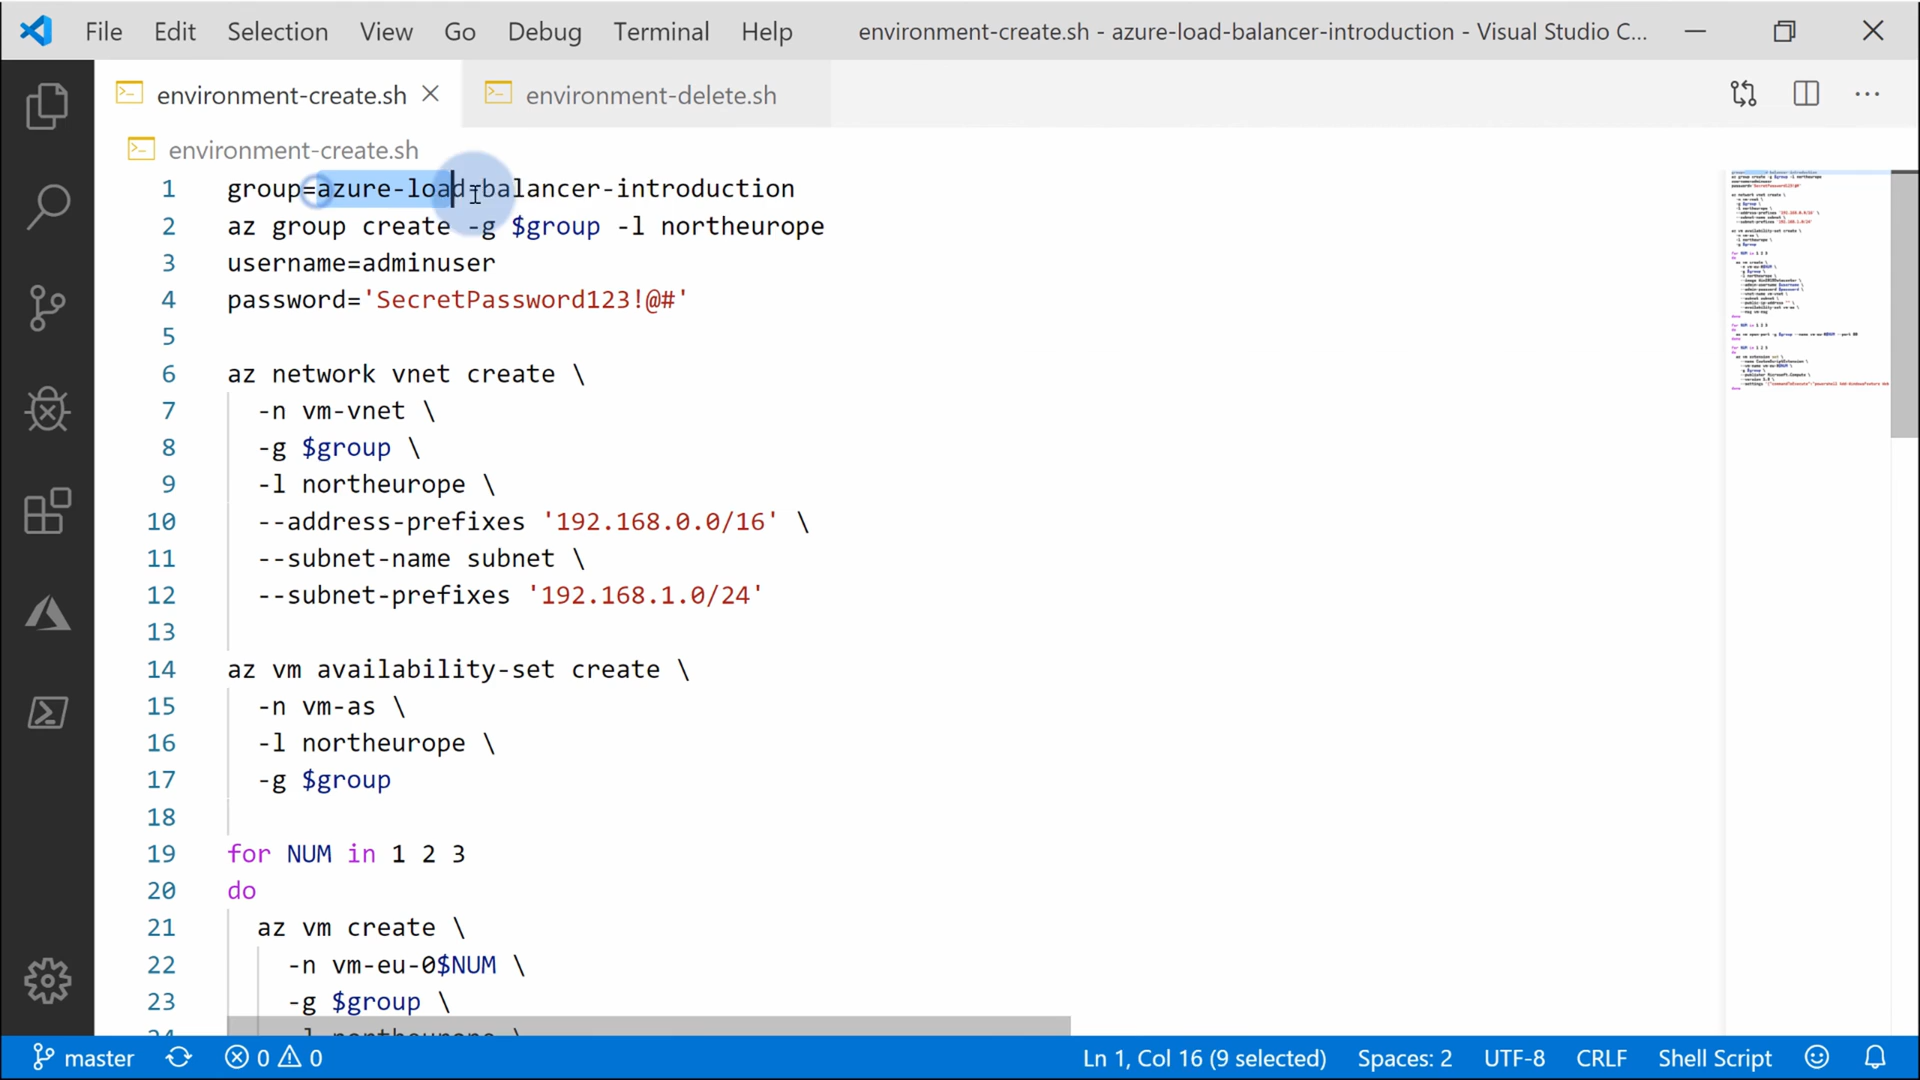 File Edit Selection View Go Debug Terminal Help environment-create.sh - azure-load-balancer-introduction - Visual Studio C...
environment-create.sh environment-delete.sh
environment-create.sh
1 group=azure-load-balancer-introduction
2 az group create -g $group -l northeurope
3 username=adminuser
4 password='SecretPassword123!@#'
5
6 az network vnet create \
7 -n vm-vnet \
8 -g $group \
9 -l northeurope \
10 --address-prefixes '192.168.0.0/16' \
11 --subnet-name subnet \
12 --subnet-prefixes '192.168.1.0/24'
13
14 az vm availability-set create \
15 -n vm-as \
16 -l northeurope \
17 -g $group
18
19 for NUM in 1 2 3
20 do
21 az vm create \
22 -n vm-eu-0$NUM \
23 -g $group \
24 -l northeurope \
master 0 0 Ln 1, Col 16 (9 selected) Spaces: 2 UTF-8 CRLF Shell Script